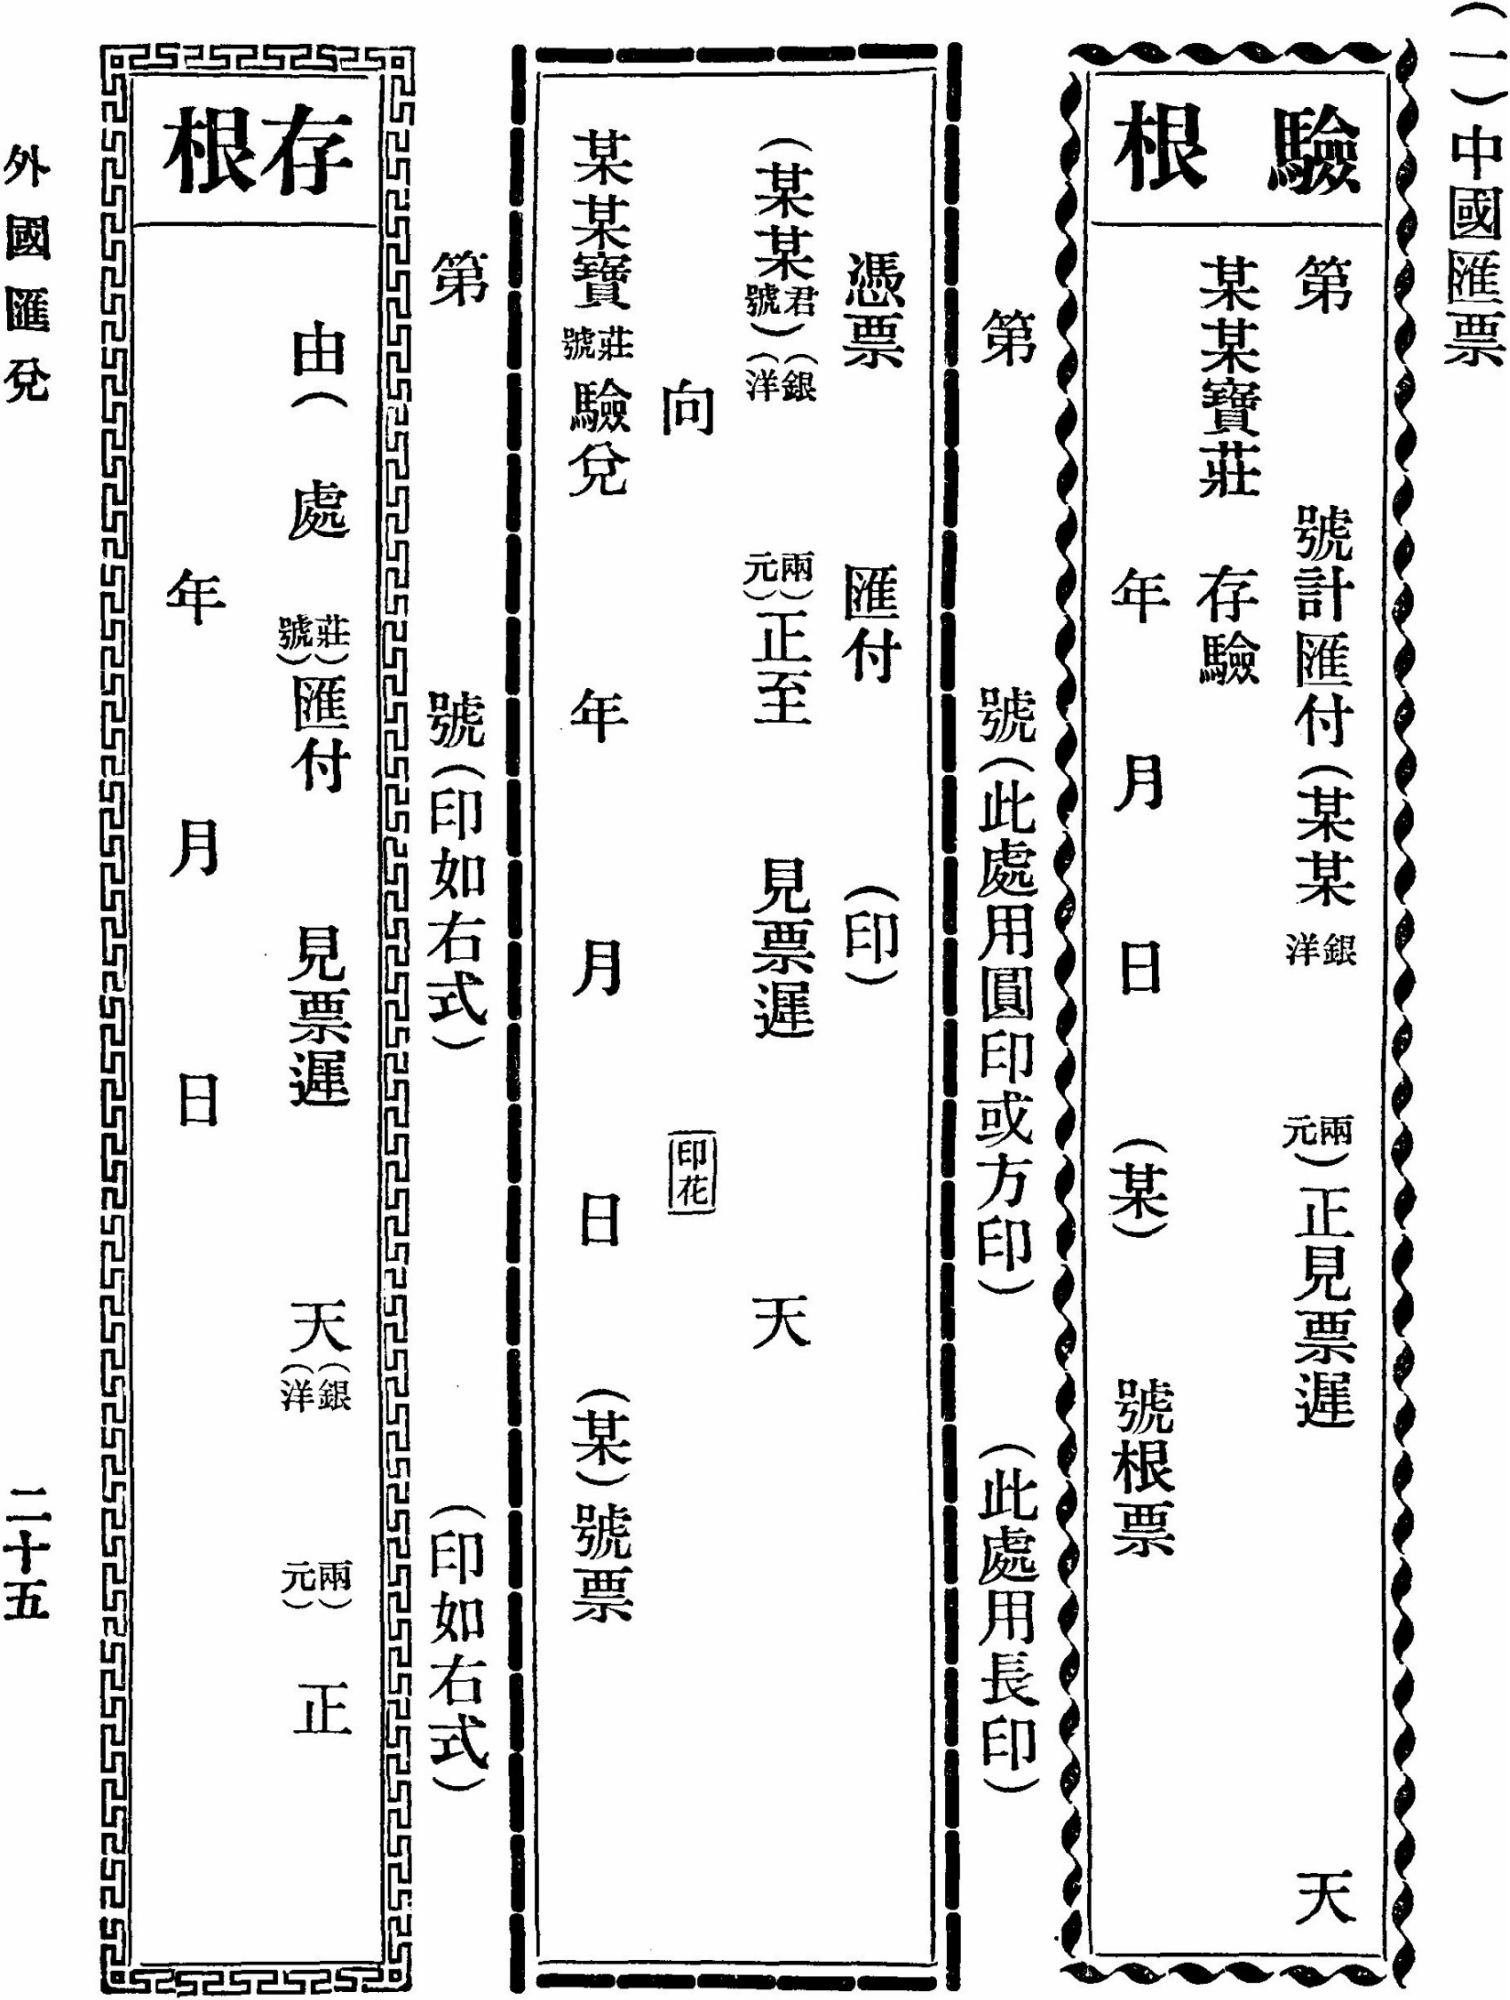 （一）中國匯票
驗根
第　號計匯付（某某銀洋　兩元）正見票遲　天
某某寶莊　存驗
年　月　日　（某）　號根票
第　號（此處用圓印或方印）　（此處用長印）
憑票　匯付　（印）
（某某君號）（銀洋　兩元）正至　見票遲　天
向　印花
某某寶莊號驗兌　年　月　日　（某）號票
第　號（印如右式）　（印如右式）
存根
由（　處　莊號）匯付　見票遲　天（銀洋　兩元）　正
年　月　日
外國匯兌
二十五